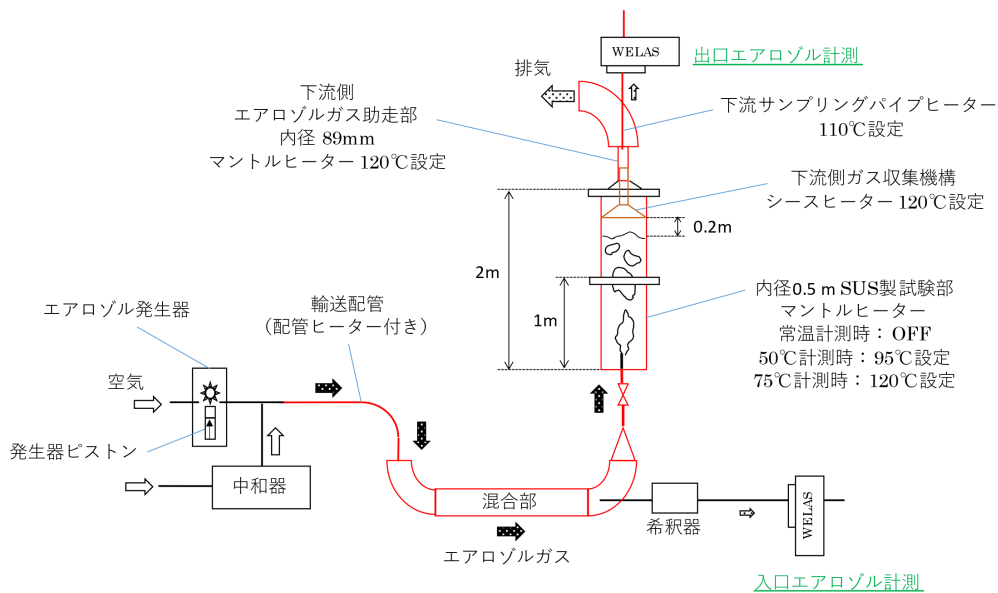 WELAS
出口エアロゾル計測
排気
下流側
エアロゾルガス助走部
内径 89mm
マントルヒーター 120℃設定
下流サンプリングパイプヒーター
110℃設定
下流側ガス収集機構
シースヒーター 120℃設定
0.2m
2m
1m
内径0.5 m SUS製試験部
マントルヒーター
常温計測時：OFF
50℃計測時：95℃設定
75℃計測時：120℃設定
エアロゾル発生器
輸送配管
（配管ヒーター付き）
空気
発生器ピストン
中和器
混合部
エアロゾルガス
希釈器
WELAS
入口エアロゾル計測